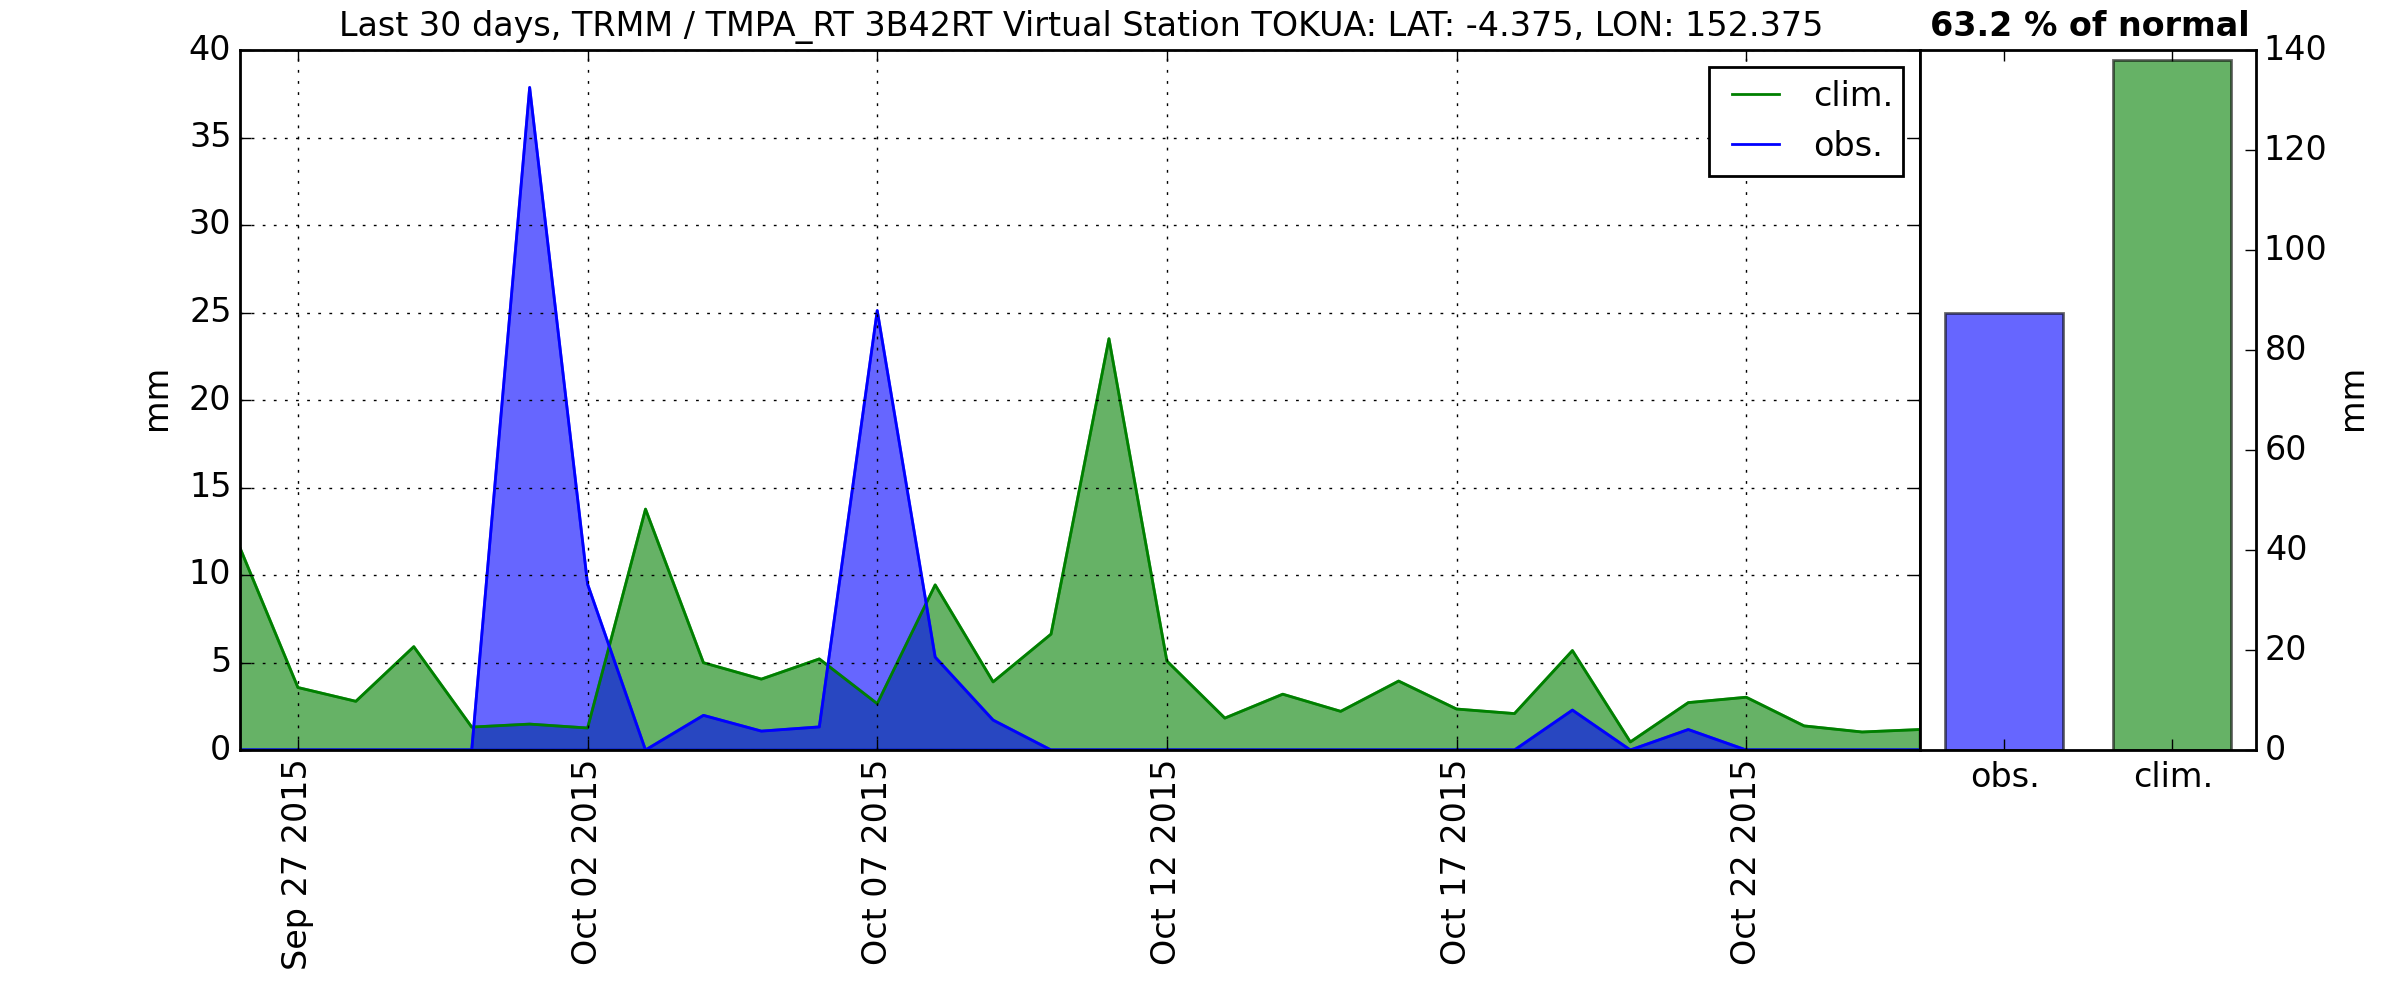 Last 30 days, TRMM / TMPA_RT 3B42RT Virtual Station TOKUA: LAT: -4.375, LON: 152.375
63.2 % of normal
40
35
30
25
20
15
10
5
0
mm
clim.
obs.
Sep 27 2015
Oct 02 2015
Oct 07 2015
Oct 12 2015
Oct 17 2015
Oct 22 2015
140
120
100
80
60
40
20
0
mm
obs.
clim.